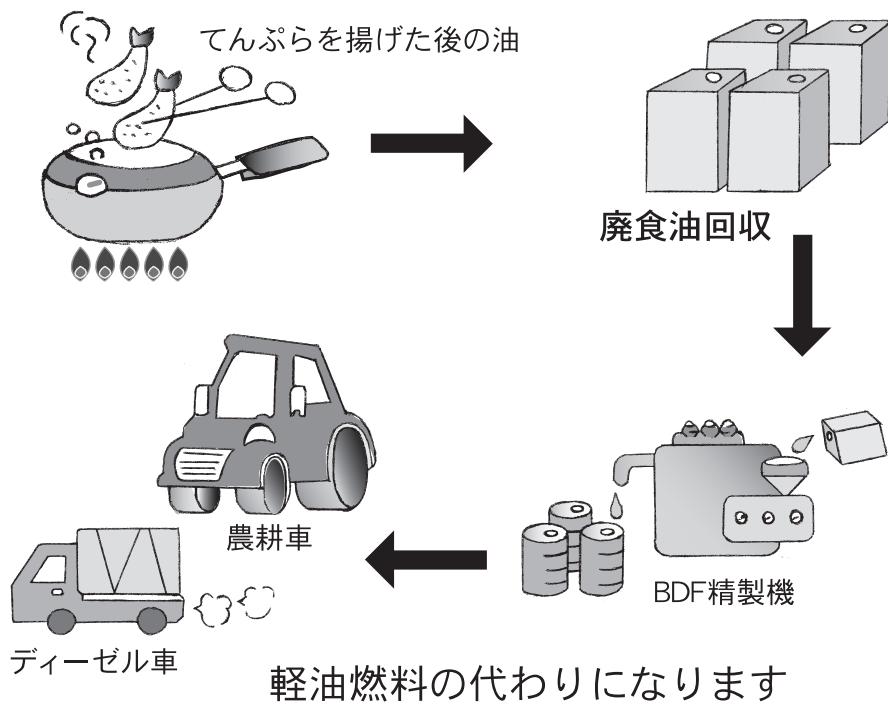 てんぷらを揚げた後の油
廃食油回収
BDF精製機
農耕車
ディーゼル車
軽油燃料の代わりになります